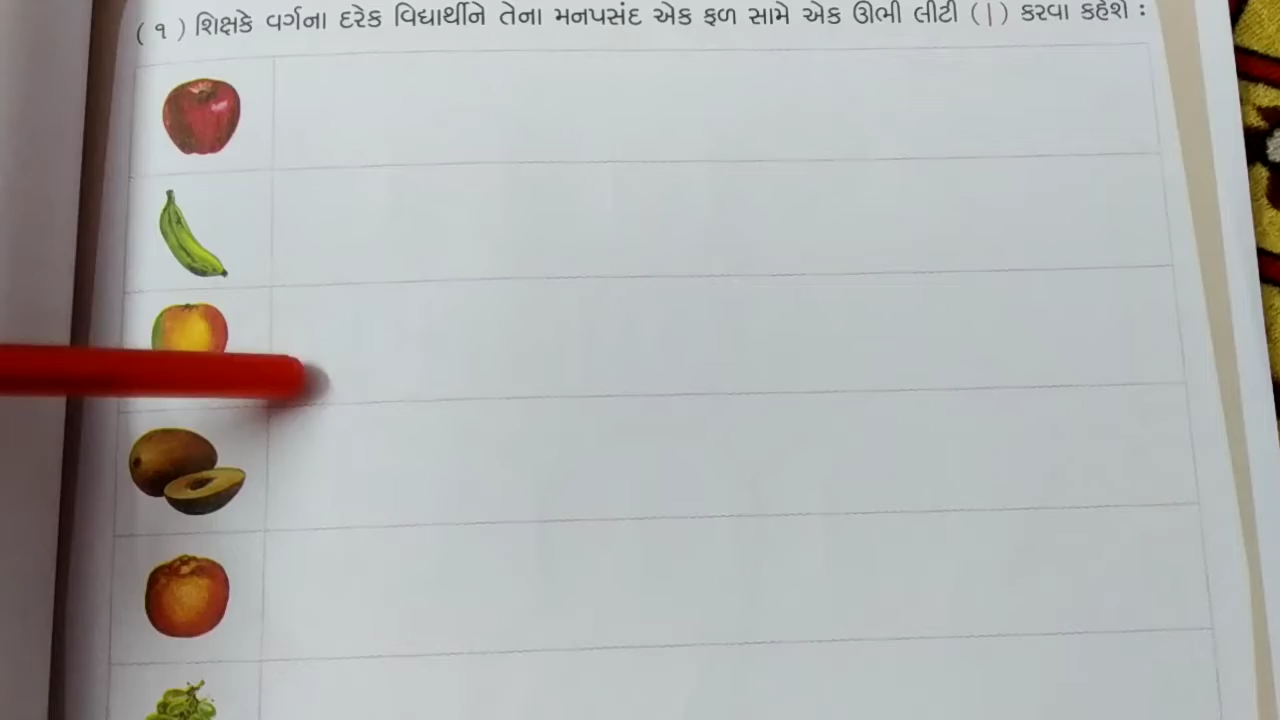 ( ૧ ) શિક્ષકે વર્ગના દરેક વિદ્યાર્થીને તેના મનપસંદ એક ફળ સામે એક ઊભી લીટી ( | ) કરવા કહેશે :